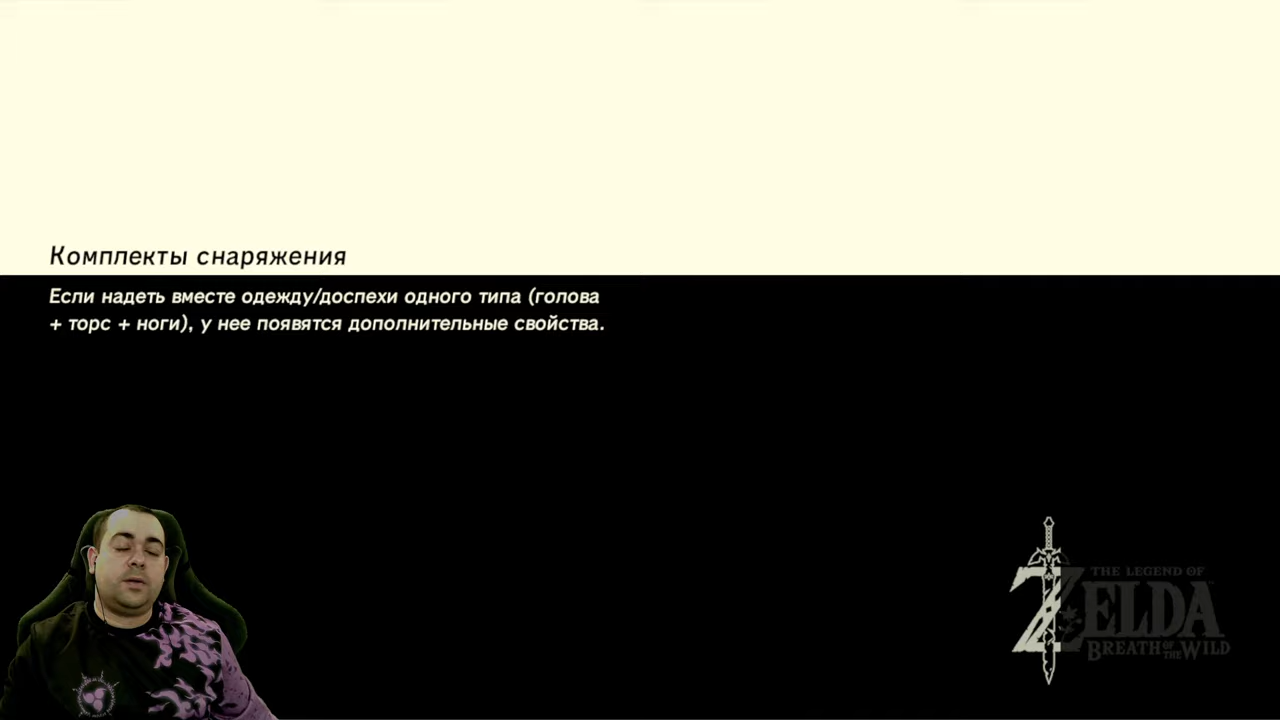 Комплекты снаряжения
Если надеть вместе одежду/доспехи одного типа (голова
+ торс + ноги), у нее появятся дополнительные свойства.
THE LEGEND OF
ZELDA
BREATH OF THE WILD